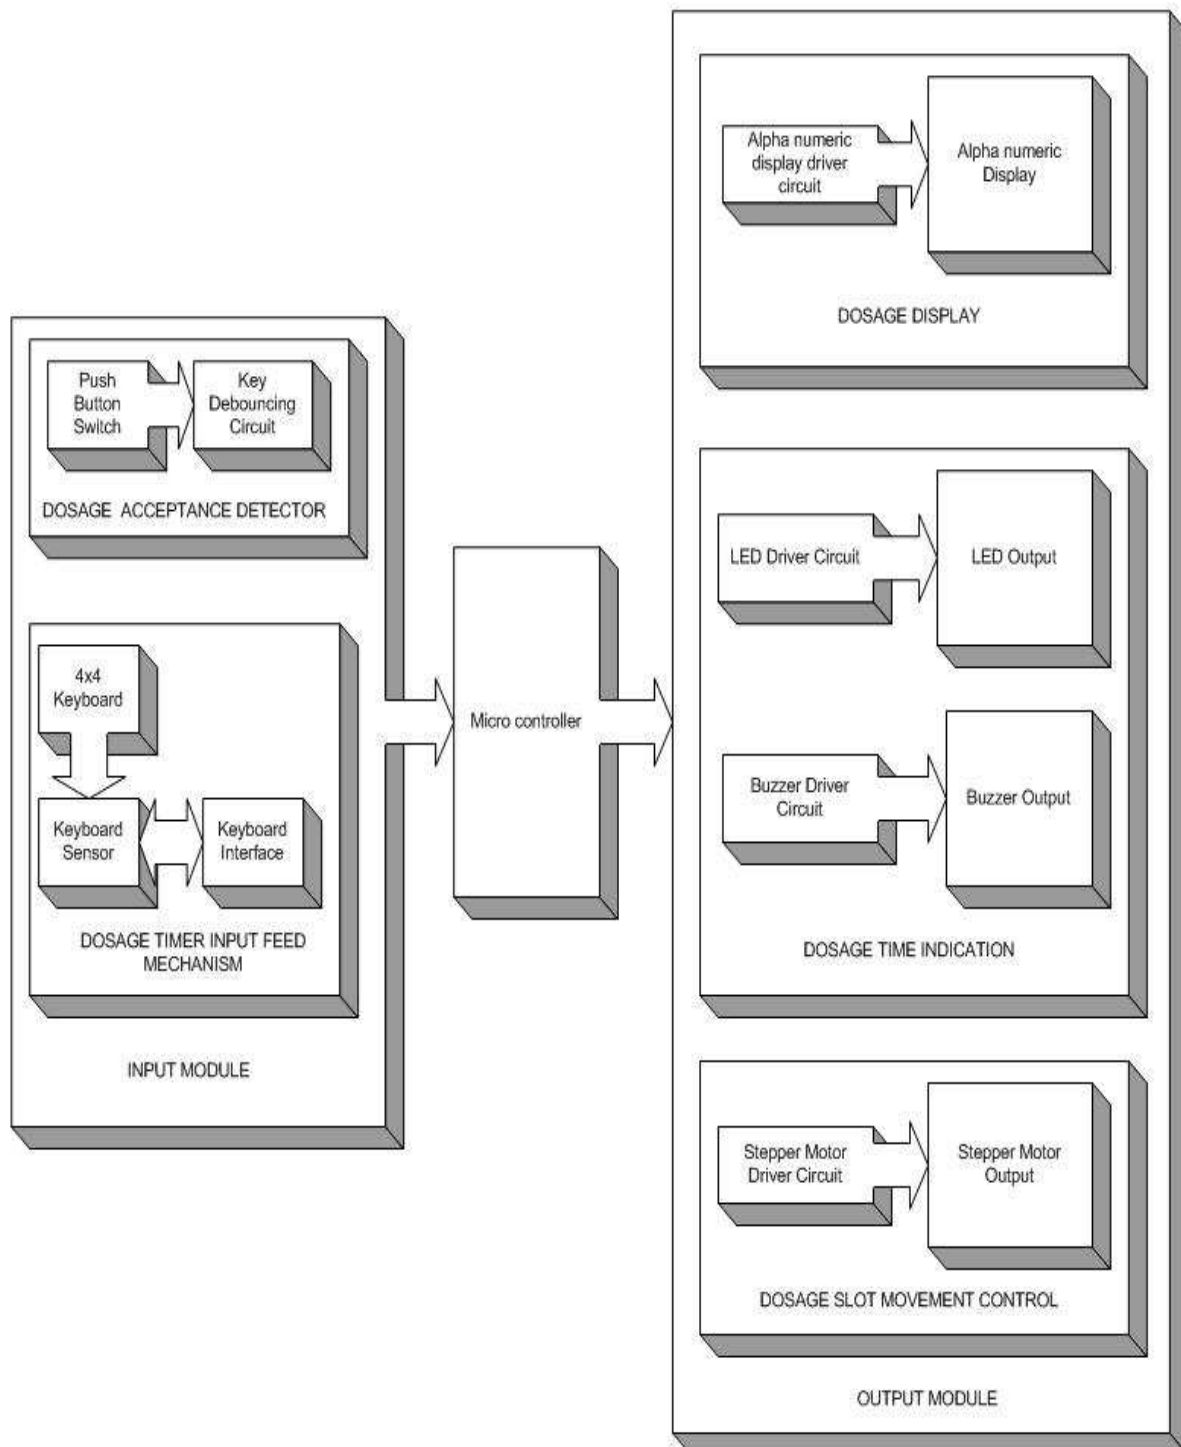 Alpha numeric
display driver
circuit
Alpha numeric
Display
DOSAGE DISPLAY
Push
Button
Switch
Key
Debouncing
Circuit
DOSAGE ACCEPTANCE DETECTOR
4x4
Keyboard
Keyboard
Sensor
Keyboard
Interface
DOSAGE TIMER INPUT FEED
MECHANISM
INPUT MODULE
Micro controller
LED Driver Circuit
LED Output
Buzzer Driver
Circuit
Buzzer Output
DOSAGE TIME INDICATION
Stepper Motor
Driver Circuit
Stepper Motor
Output
DOSAGE SLOT MOVEMENT CONTROL
OUTPUT MODULE